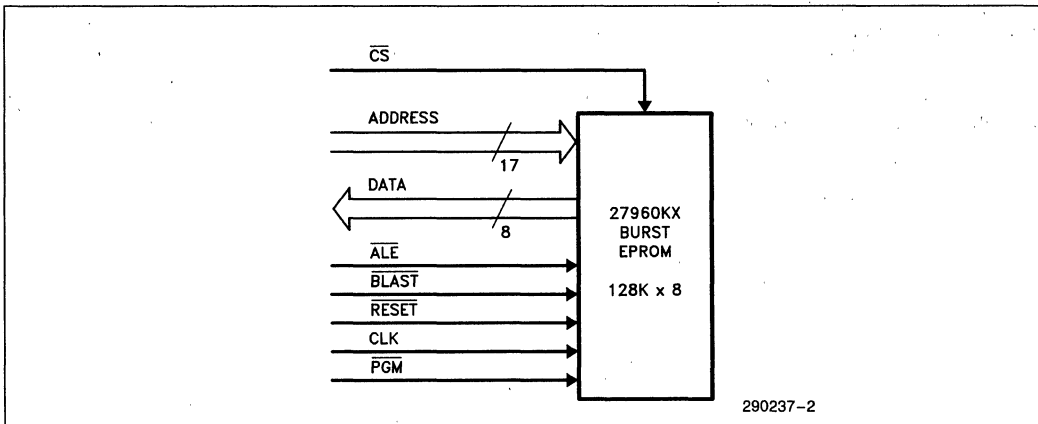 CS
ADDRESS
17
DATA
8
ALE
BLAST
RESET
CLK
PGM
27960KX
BURST
EPROM
128K x 8
290237-2